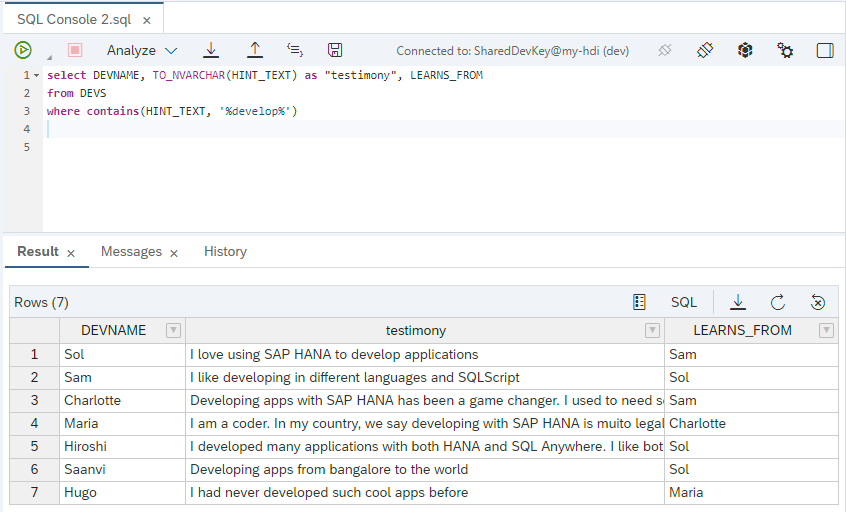 SQL Console 2.sql ×
Analyze Connected to: SharedDevKey@my-hdi (dev)
1 select DEVNAME, TO_NVARCHAR(HINT_TEXT) as "testimony", LEARNS_FROM
2 from DEVS
3 where contains(HINT_TEXT, '%develop%')
4
5
Result × Messages × History
Rows (7) SQL
DEVNAME testimony LEARNS_FROM
1 Sol I love using SAP HANA to develop applications Sam
2 Sam I like developing in different languages and SQLScript Sol
3 Charlotte Developing apps with SAP HANA has been a game changer. I used to need s Sam
4 Maria I am a coder. In my country, we say developing with SAP HANA is muito legal Charlotte
5 Hiroshi I developed many applications with both HANA and SQL Anywhere. I like bot Sol
6 Saanvi Developing apps from bangalore to the world Sol
7 Hugo I had never developed such cool apps before Maria